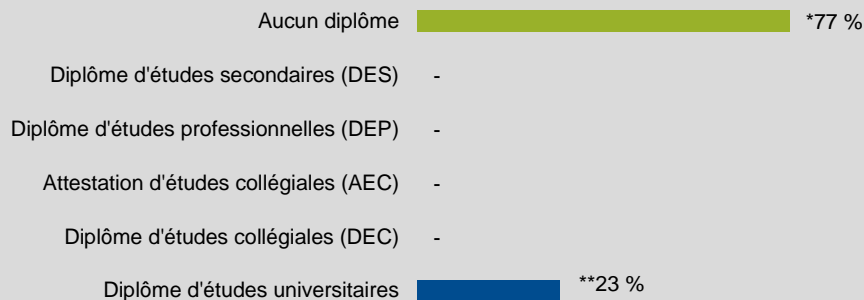 Aucun diplôme *77 %
Diplôme d'études secondaires (DES) -
Diplôme d'études professionnelles (DEP) -
Attestation d'études collégiales (AEC) -
Diplôme d'études collégiales (DEC) -
Diplôme d'études universitaires **23 %